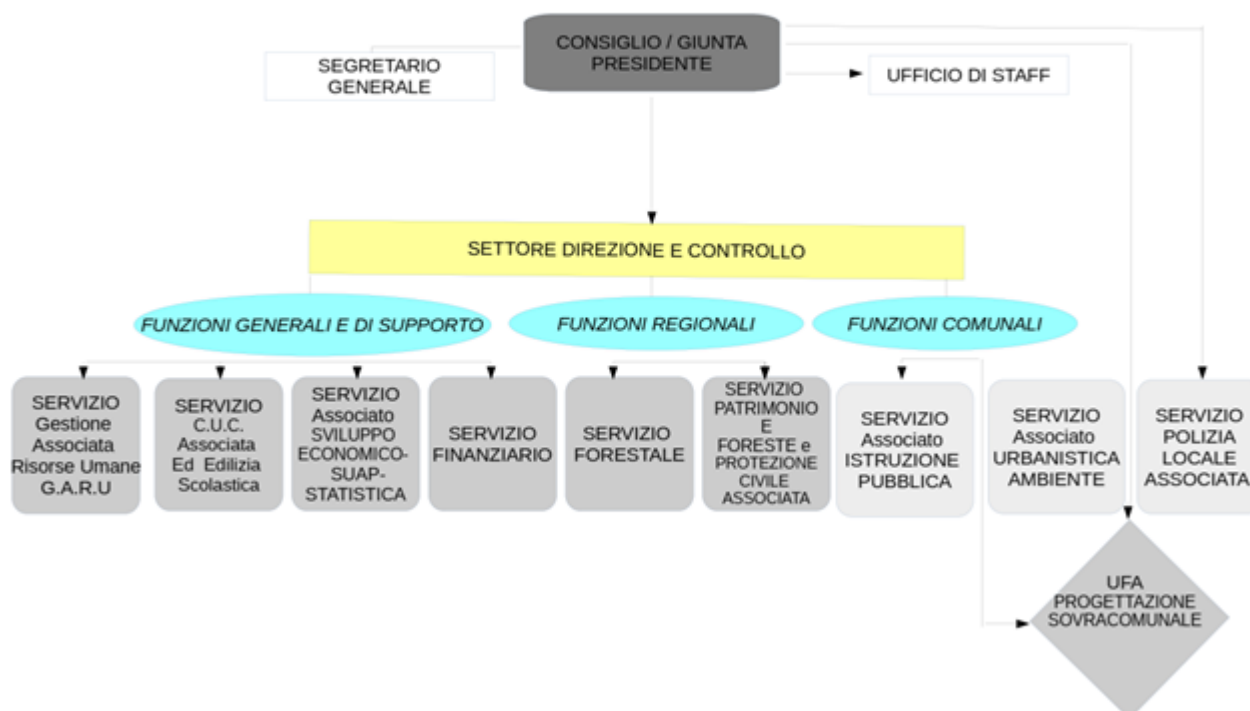 CONSIGLIO / GIUNTA
PRESIDENTE
SEGRETARIO
GENERALE
UFFICIO DI STAFF
SETTORE DIREZIONE E CONTROLLO
FUNZIONI GENERALI E DI SUPPORTO
FUNZIONI REGIONALI
FUNZIONI COMUNALI
SERVIZIO
Gestione
Associata
Risorse Umane
G.A.R.U
SERVIZIO
C.U.C.
Associata
Ed Edilizia
Scolastica
SERVIZIO
Associato
SVILUPPO
ECONOMICO-
SUAP-
STATISTICA
SERVIZIO
FINANZIARIO
SERVIZIO
FORESTALE
SERVIZIO
PATRIMONIO
E
FORESTE e
PROTEZIONE
CIVILE
ASSOCIATA
SERVIZIO
Associato
ISTRUZIONE
PUBBLICA
SERVIZIO
Associato
URBANISTICA
AMBIENTE
SERVIZIO
POLIZIA
LOCALE
ASSOCIATA
UFA
PROGETTAZIONE
SOVRACOMUNALE